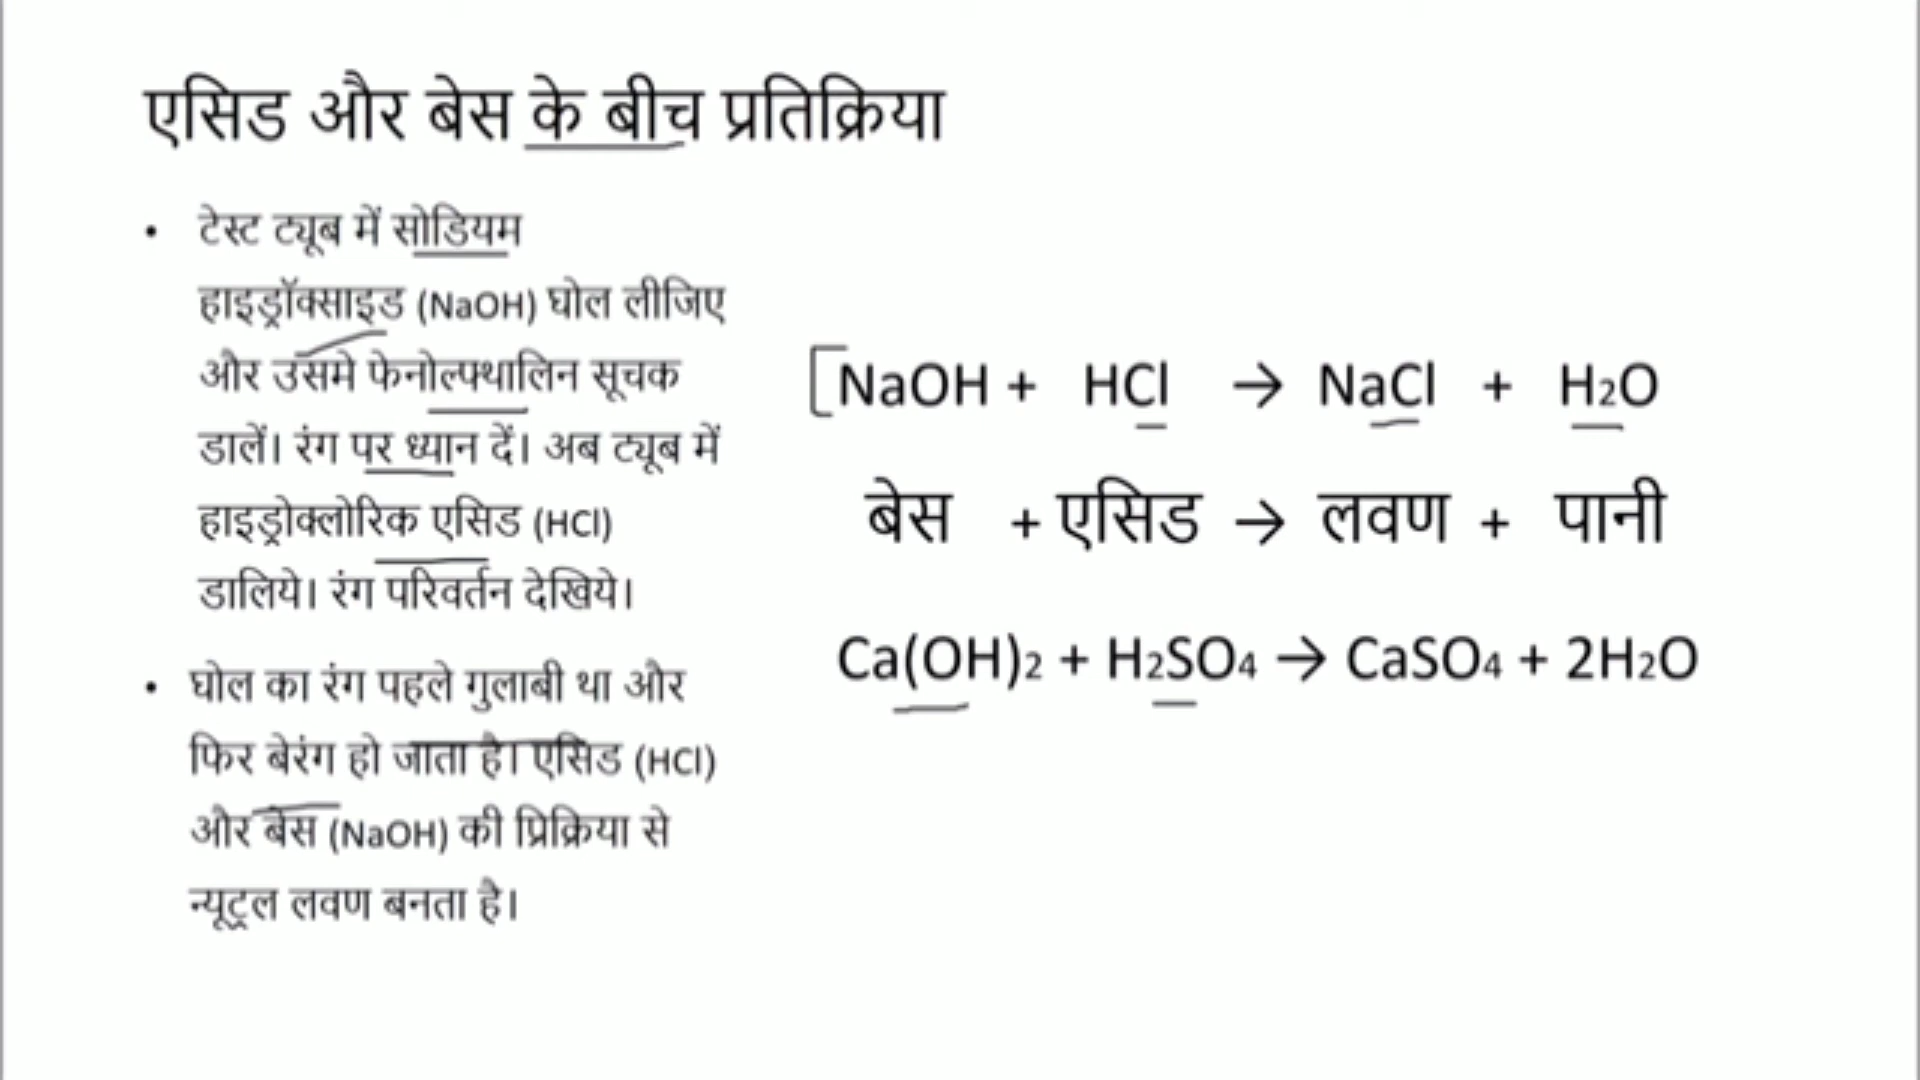 एसिड और बेस के बीच प्रतिक्रिया
• टेस्ट ट्यूब में सोडियम
हाइड्रॉक्साइड (NaOH) घोल लीजिए
और उसमे फेनोल्फ्थालिन सूचक
डालें। रंग पर ध्यान दें। अब ट्यूब में
हाइड्रोक्लोरिक एसिड (HCl)
डालिये। रंग परिवर्तन देखिये।
• घोल का रंग पहले गुलाबी था और
फिर बेरंग हो जाता है। एसिड (HCl)
और बेस (NaOH) की प्रिक्रिया से
न्यूट्रल लवण बनता है।
NaOH + HCl → NaCl + H2O
बेस + एसिड → लवण + पानी
Ca(OH)2 + H2SO4 → CaSO4 + 2H2O